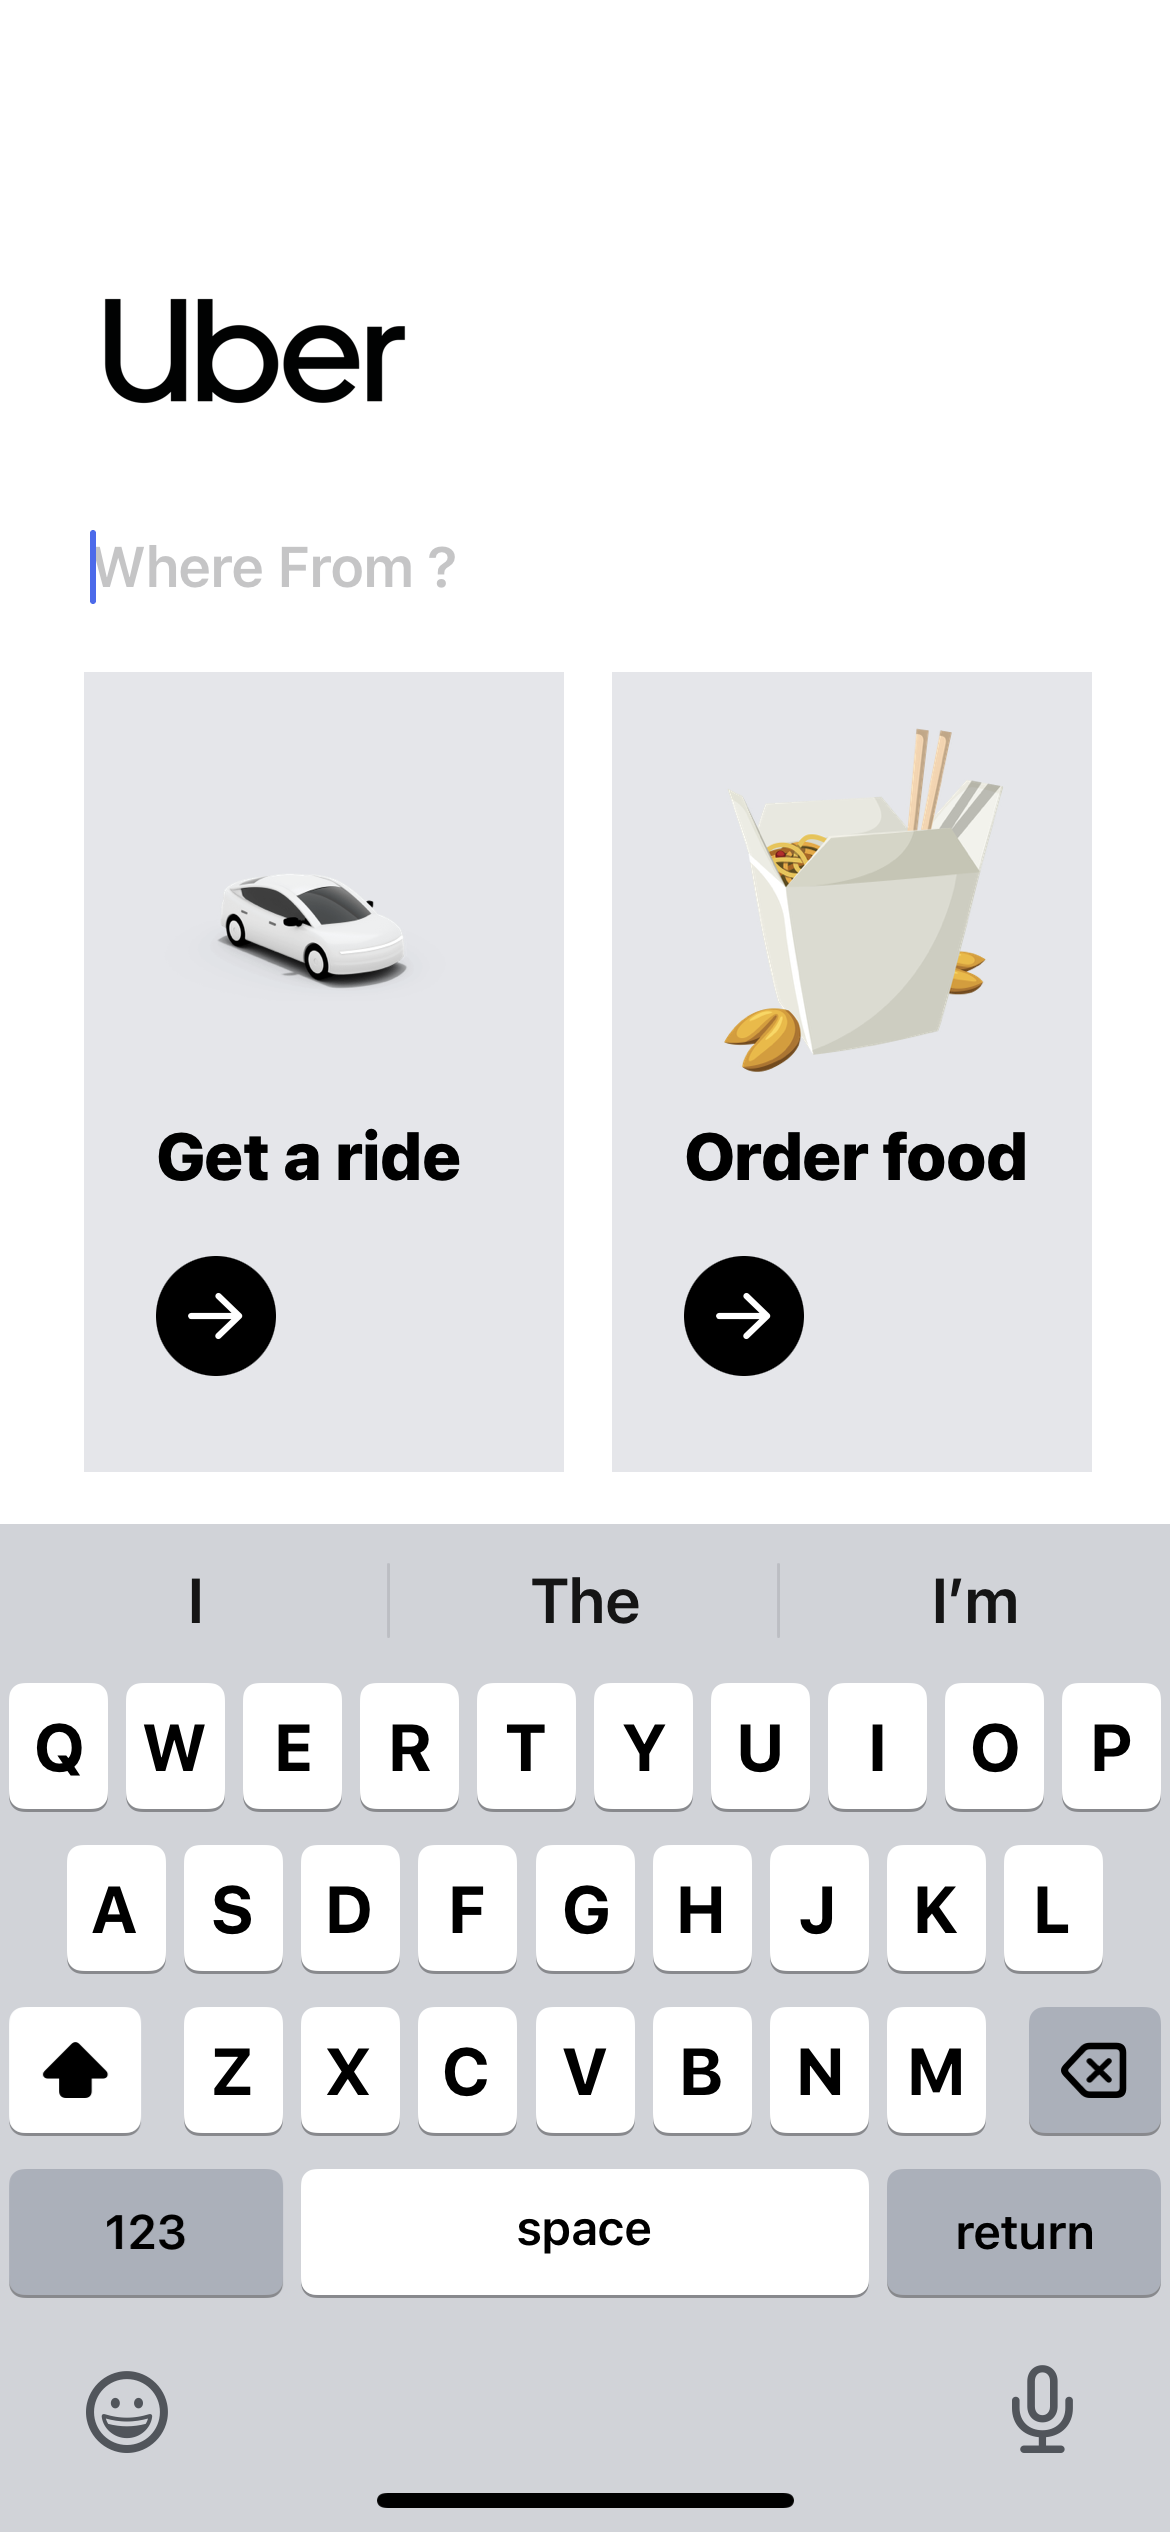 Uber
Where From ?
Get a ride
Order food
I
The
I’m
Q W E R T Y U I O P
A S D F G H J K L
Z X C V B N M
123
space
return